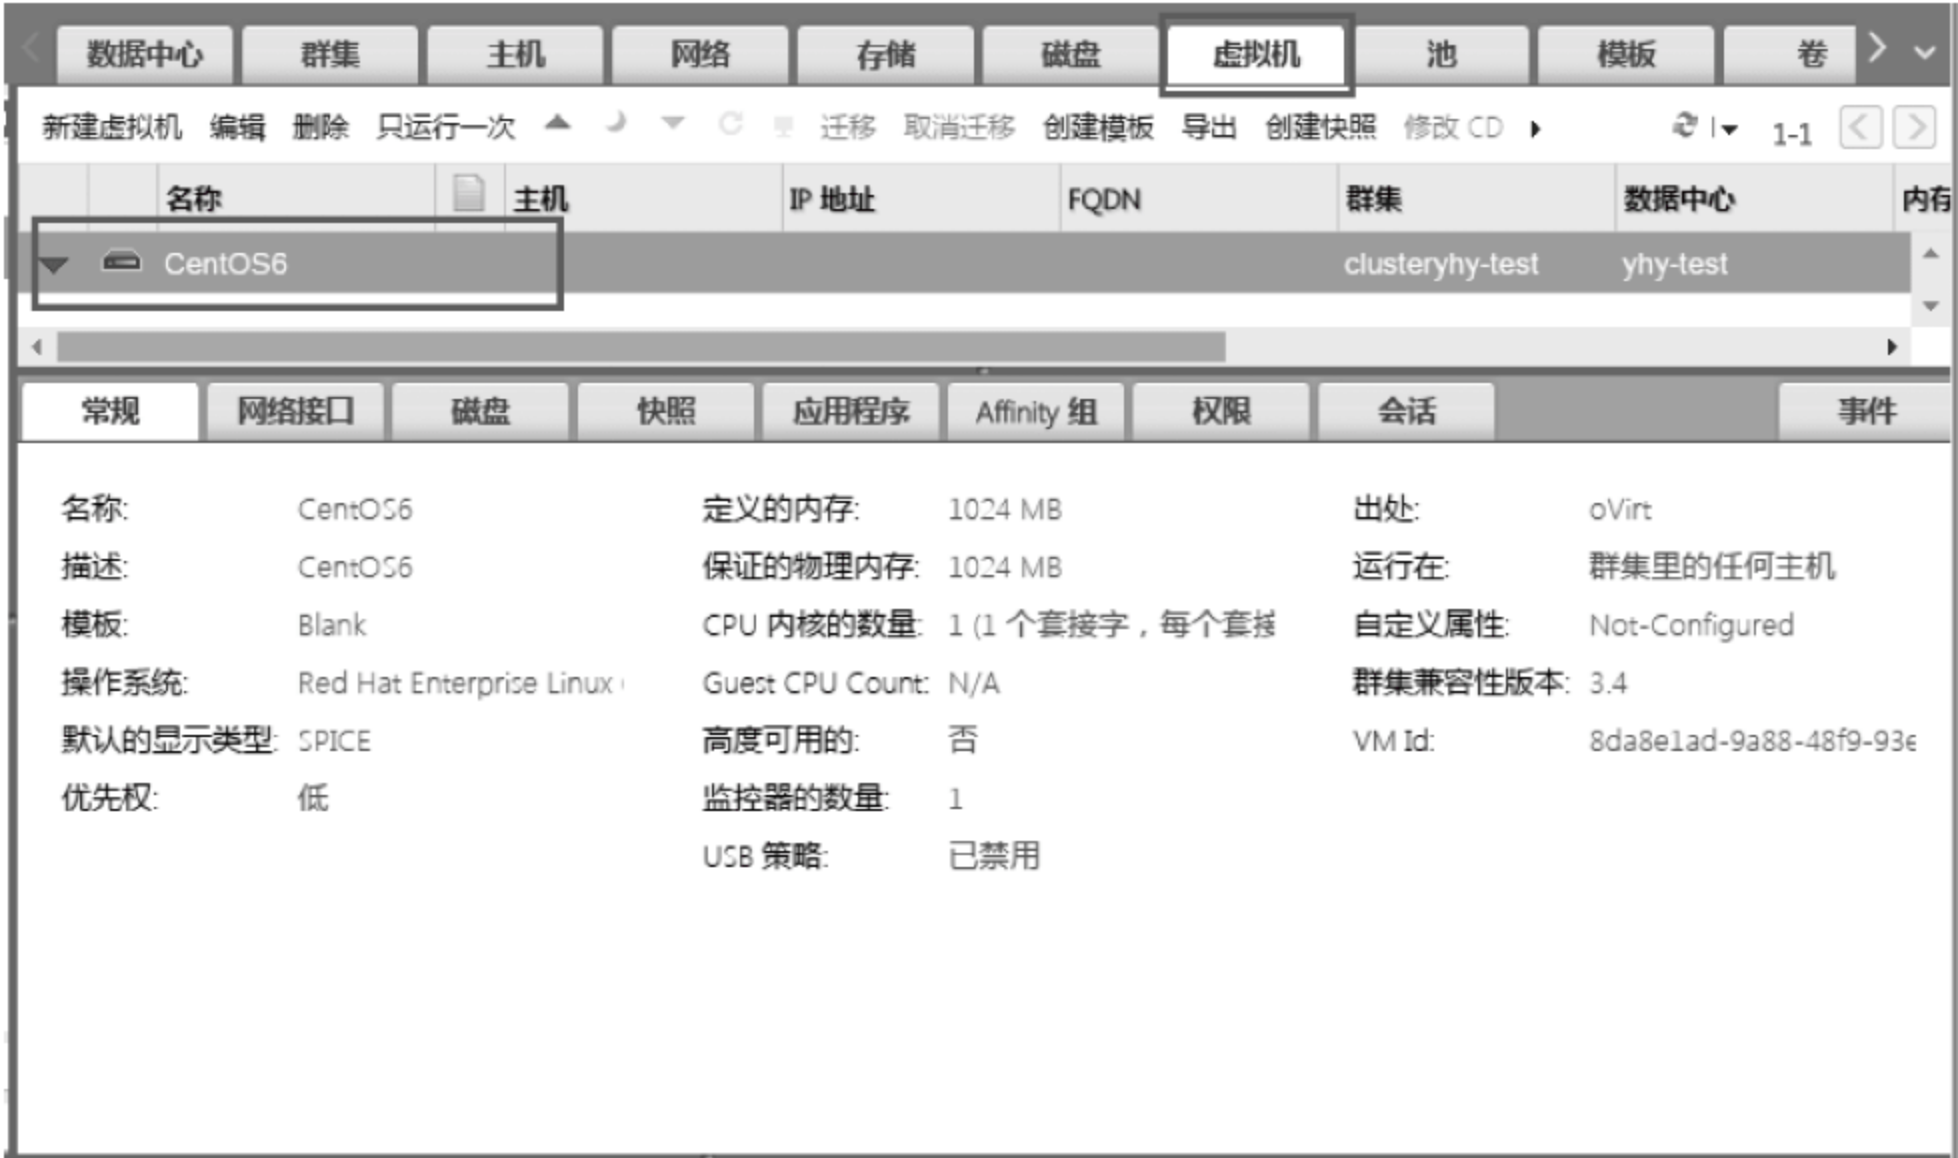 数据中心 群集 主机 网络 存储 磁盘 虚拟机 池 模板 卷
新建虚拟机 编辑 删除 只运行一次 迁移 取消迁移 创建模板 导出 创建快照 修改 CD 1-1
名称 主机 IP 地址 FQDN 群集 数据中心 内存
CentOS6 clusteryhy-test yhy-test
常规 网络接口 磁盘 快照 应用程序 Affinity 组 权限 会话 事件
名称: CentOS6 定义的内存: 1024 MB 出处: oVirt
描述: CentOS6 保证的物理内存: 1024 MB 运行在: 群集里的任何主机
模板: Blank CPU 内核的数量: 1 (1 个套接字，每个套接 自定义属性: Not-Configured
操作系统: Red Hat Enterprise Linux Guest CPU Count: N/A 群集兼容性版本: 3.4
默认的显示类型: SPICE 高度可用的: 否 VM Id: 8da8e1ad-9a88-48f9-93e
优先权: 低 监控器的数量: 1
USB 策略: 已禁用